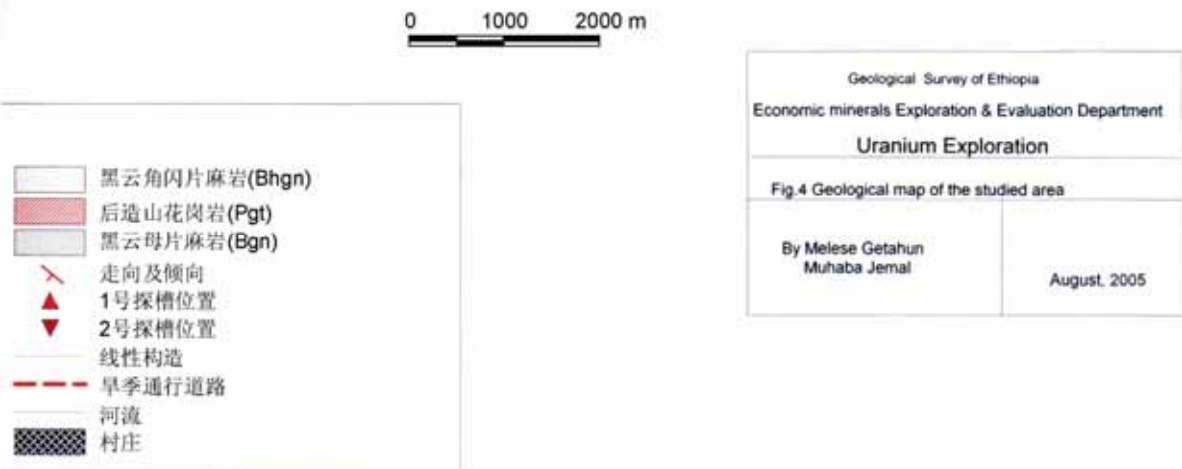 0 1000 2000 m
黑云角闪片麻岩(Bhgn)
后造山花岗岩(Pgt)
黑云母片麻岩(Bgn)
走向及倾向
1号探槽位置
2号探槽位置
线性构造
旱季通行道路
河流
村庄
Geological Survey of Ethiopia
Economic minerals Exploration & Evaluation Department
Uranium Exploration
Fig.4 Geological map of the studied area
By Melese Getahun
Muhaba Jemal
August, 2005